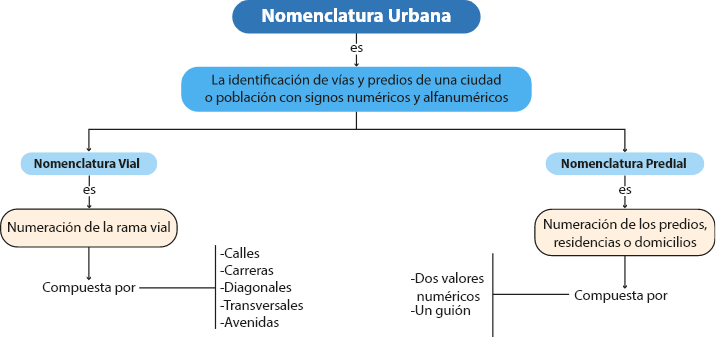 Nomenclatura Urbana
es
La identificación de vías y predios de una ciudad
o población con signos numéricos y alfanuméricos
Nomenclatura Vial
es
Numeración de la rama vial
Compuesta por
-Calles
-Carreras
-Diagonales
-Transversales
-Avenidas
Nomenclatura Predial
es
Numeración de los predios,
residencias o domicilios
Compuesta por
-Dos valores
numéricos
-Un guión